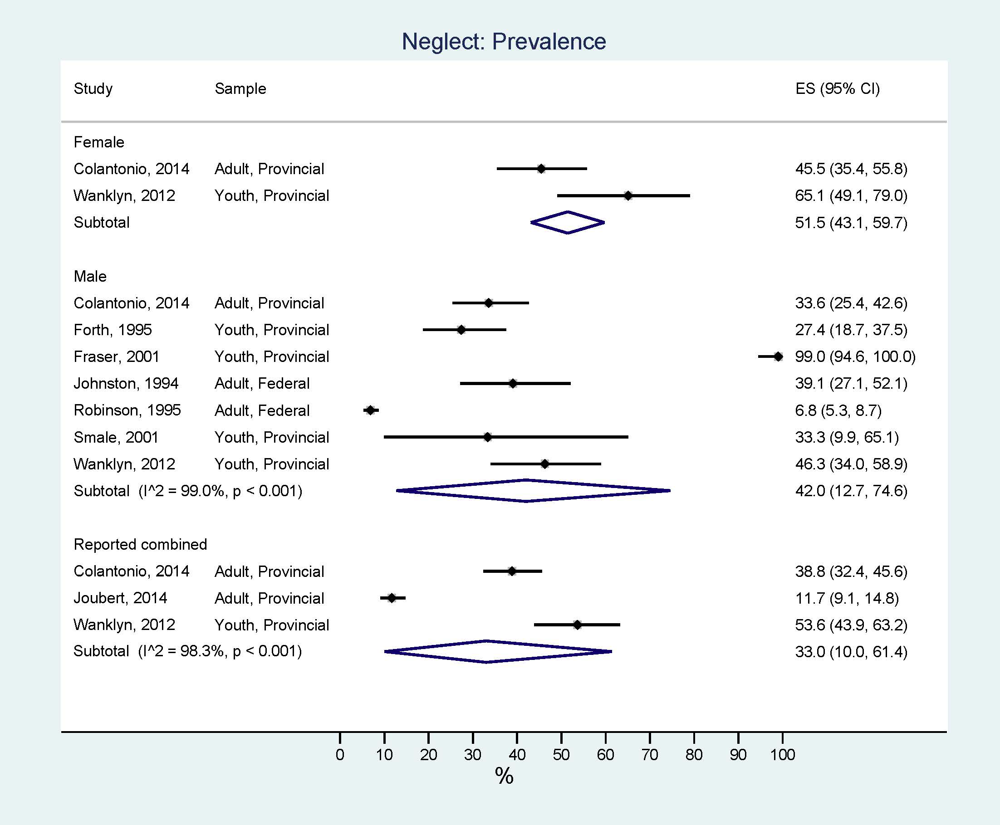 Neglect: Prevalence
Study Sample ES (95% CI)
Female
Colantonio, 2014 Adult, Provincial 45.5 (35.4, 55.8)
Wanklyn, 2012 Youth, Provincial 65.1 (49.1, 79.0)
Subtotal 51.5 (43.1, 59.7)
Male
Colantonio, 2014 Adult, Provincial 33.6 (25.4, 42.6)
Forth, 1995 Youth, Provincial 27.4 (18.7, 37.5)
Fraser, 2001 Youth, Provincial 99.0 (94.6, 100.0)
Johnston, 1994 Adult, Federal 39.1 (27.1, 52.1)
Robinson, 1995 Adult, Federal 6.8 (5.3, 8.7)
Smale, 2001 Youth, Provincial 33.3 (9.9, 65.1)
Wanklyn, 2012 Youth, Provincial 46.3 (34.0, 58.9)
Subtotal (I^2 = 99.0%, p < 0.001) 42.0 (12.7, 74.6)
Reported combined
Colantonio, 2014 Adult, Provincial 38.8 (32.4, 45.6)
Joubert, 2014 Adult, Provincial 11.7 (9.1, 14.8)
Wanklyn, 2012 Youth, Provincial 53.6 (43.9, 63.2)
Subtotal (I^2 = 98.3%, p < 0.001) 33.0 (10.0, 61.4)
0 10 20 30 40 50 60 70 80 90 100
%